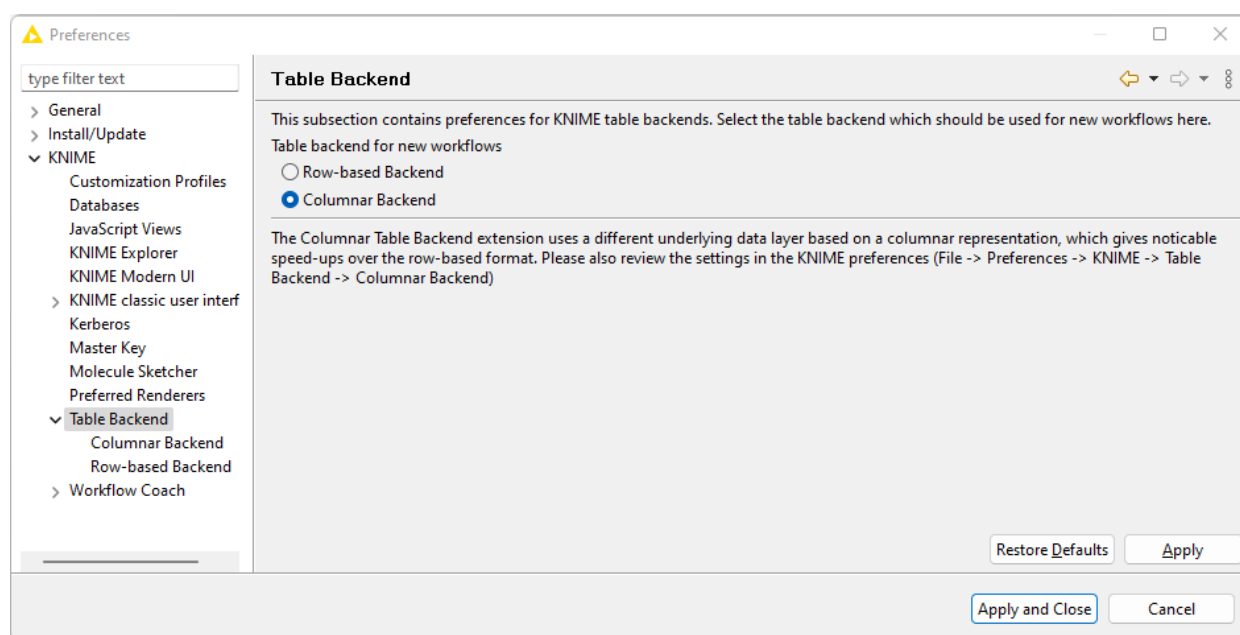 Preferences
type filter text
General
Install/Update
KNIME
Customization Profiles
Databases
JavaScript Views
KNIME Explorer
KNIME Modern UI
KNIME classic user interf
Kerberos
Master Key
Molecule Sketcher
Preferred Renderers
Table Backend
Columnar Backend
Row-based Backend
Workflow Coach
Table Backend
This subsection contains preferences for KNIME table backends. Select the table backend which should be used for new workflows here.
Table backend for new workflows
Row-based Backend
Columnar Backend
The Columnar Table Backend extension uses a different underlying data layer based on a columnar representation, which gives noticable
speed-ups over the row-based format. Please also review the settings in the KNIME preferences (File -> Preferences -> KNIME -> Table
Backend -> Columnar Backend)
Restore Defaults
Apply
Apply and Close
Cancel